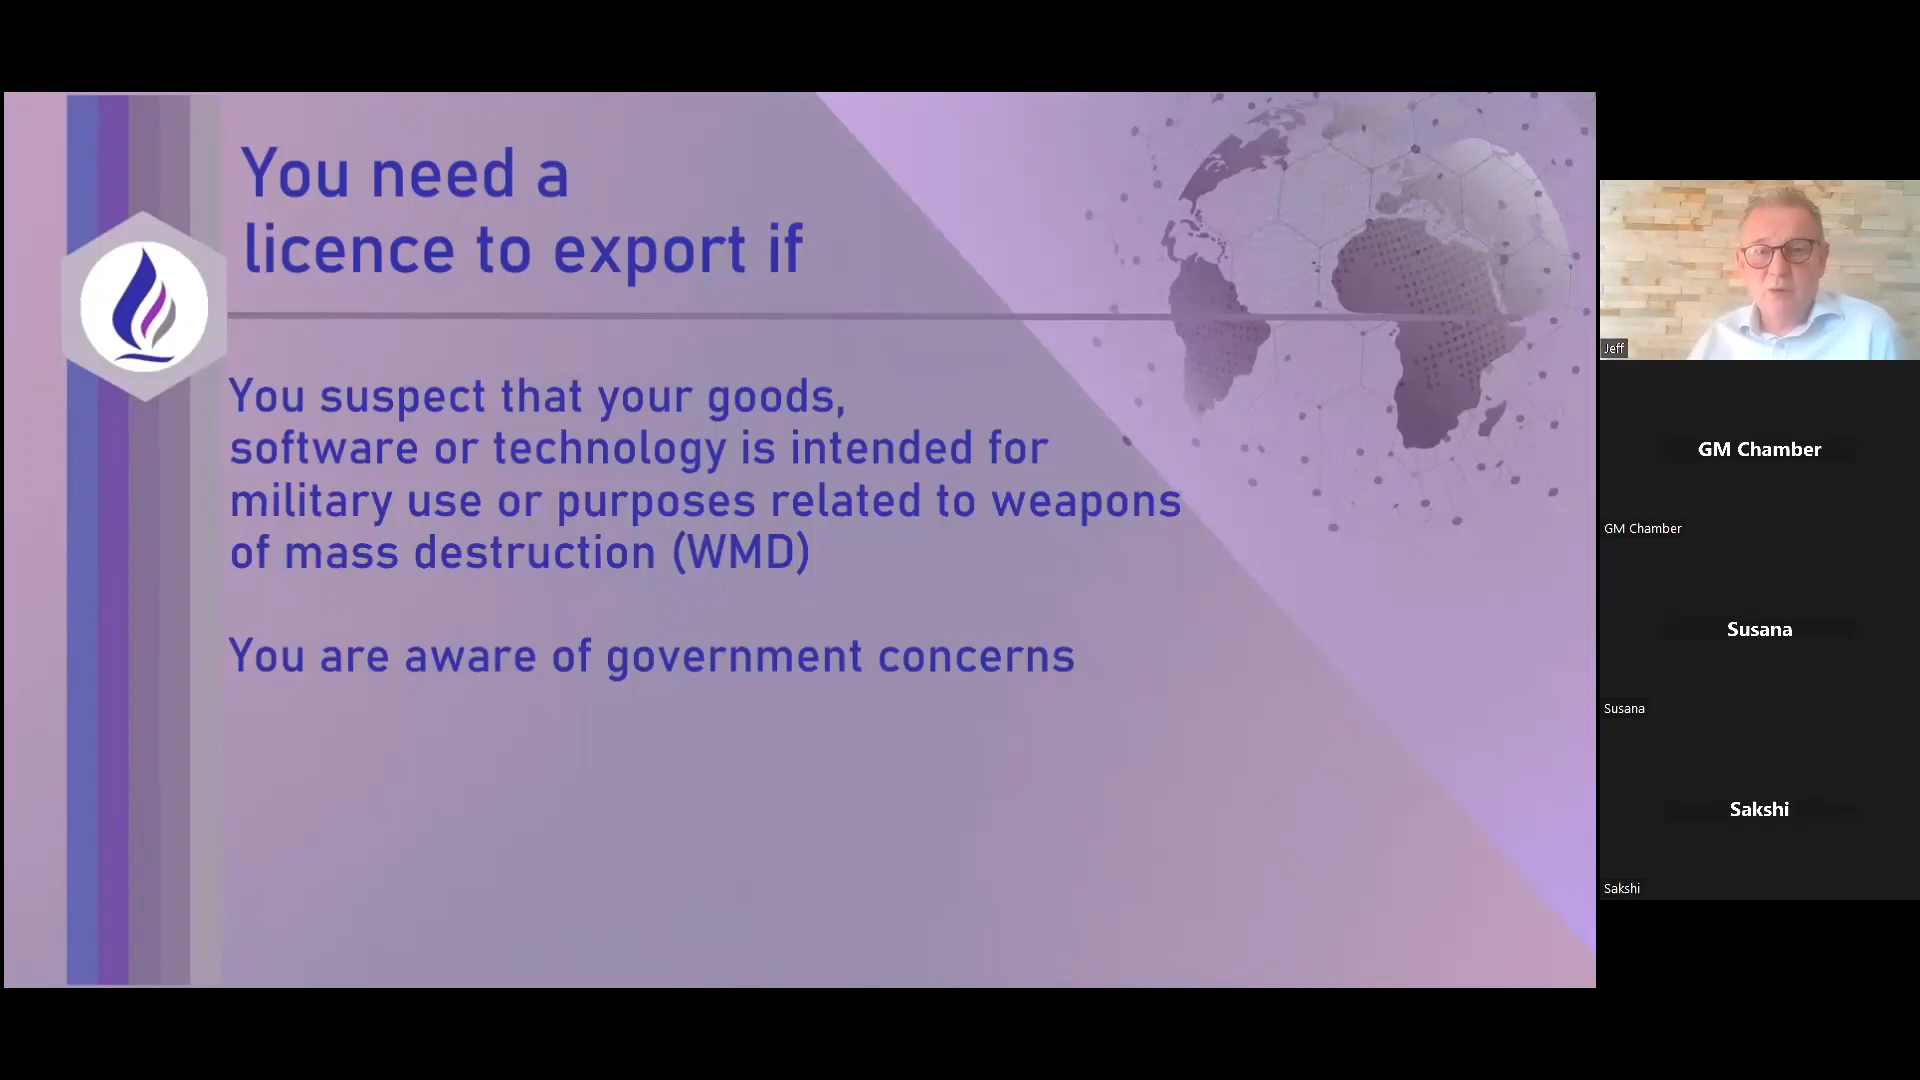 You need a
licence to export if
You suspect that your goods,
software or technology is intended for
military use or purposes related to weapons
of mass destruction (WMD)
You are aware of government concerns
Jeff
GM Chamber
GM Chamber
Susana
Susana
Sakshi
Sakshi